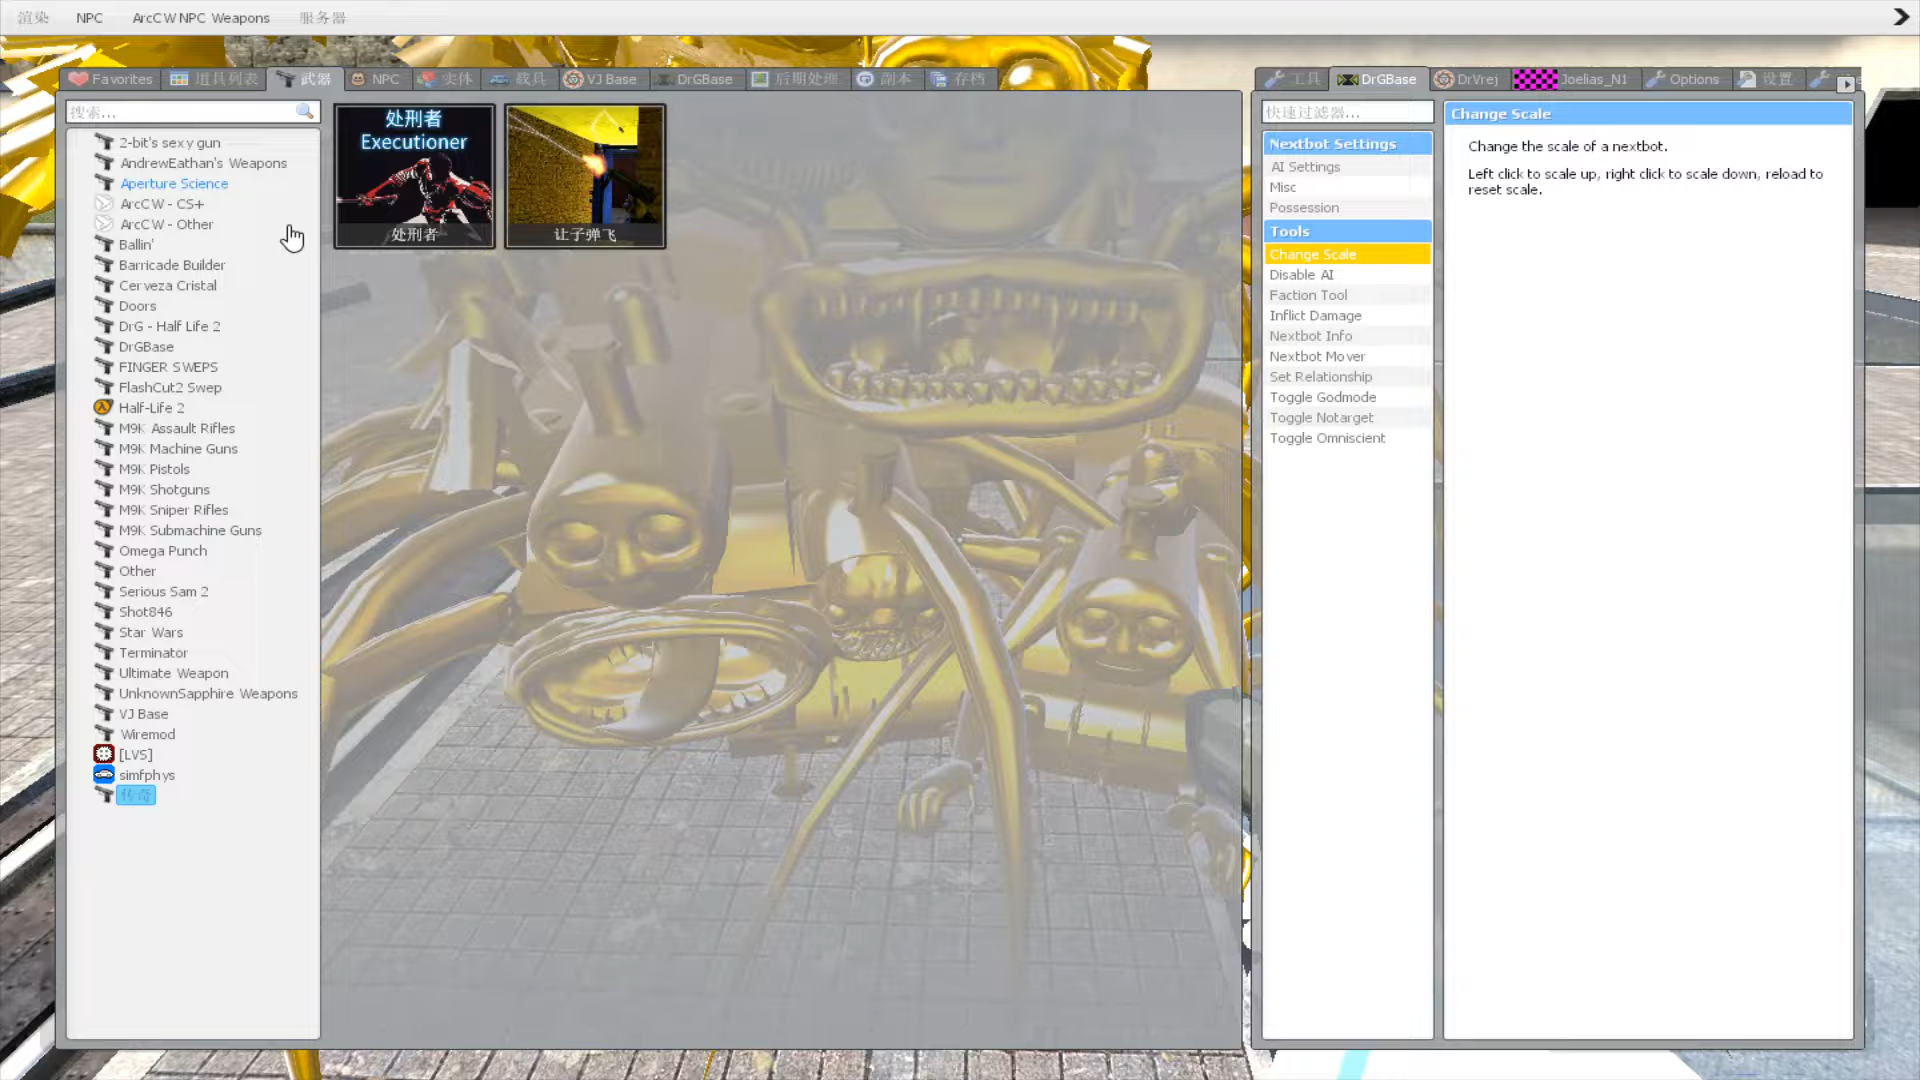 渲染
NPC
ArcCW NPC Weapons
服务器
Favorites
道具列表
武器
NPC
实体
载具
VJ Base
DrGBase
后期处理
副本
存档
工具
DrGBase
DrVrej
Joelias_N1
Options
设置
搜索...
2-bit's sexy gun
AndrewEathan's Weapons
Aperture Science
ArcCW - CS+
ArcCW - Other
Ballin'
Barricade Builder
Cerveza Cristal
Doors
DrG - Half Life 2
DrGBase
FINGER SWEPS
FlashCut2 Swep
Half-Life 2
M9K Assault Rifles
M9K Machine Guns
M9K Pistols
M9K Shotguns
M9K Sniper Rifles
M9K Submachine Guns
Omega Punch
Other
Serious Sam 2
Shot846
Star Wars
Terminator
Ultimate Weapon
UnknownSapphire Weapons
VJ Base
Wiremod
[LVS]
simfphys
传奇
处刑者
Executioner
处刑者
让子弹飞
快速过滤器...
Nextbot Settings
AI Settings
Misc
Possession
Tools
Change Scale
Disable AI
Faction Tool
Inflict Damage
Nextbot Info
Nextbot Mover
Set Relationship
Toggle Godmode
Toggle Notarget
Toggle Omniscient
Change Scale
Change the scale of a nextbot.
Left click to scale up, right click to scale down, reload to
reset scale.